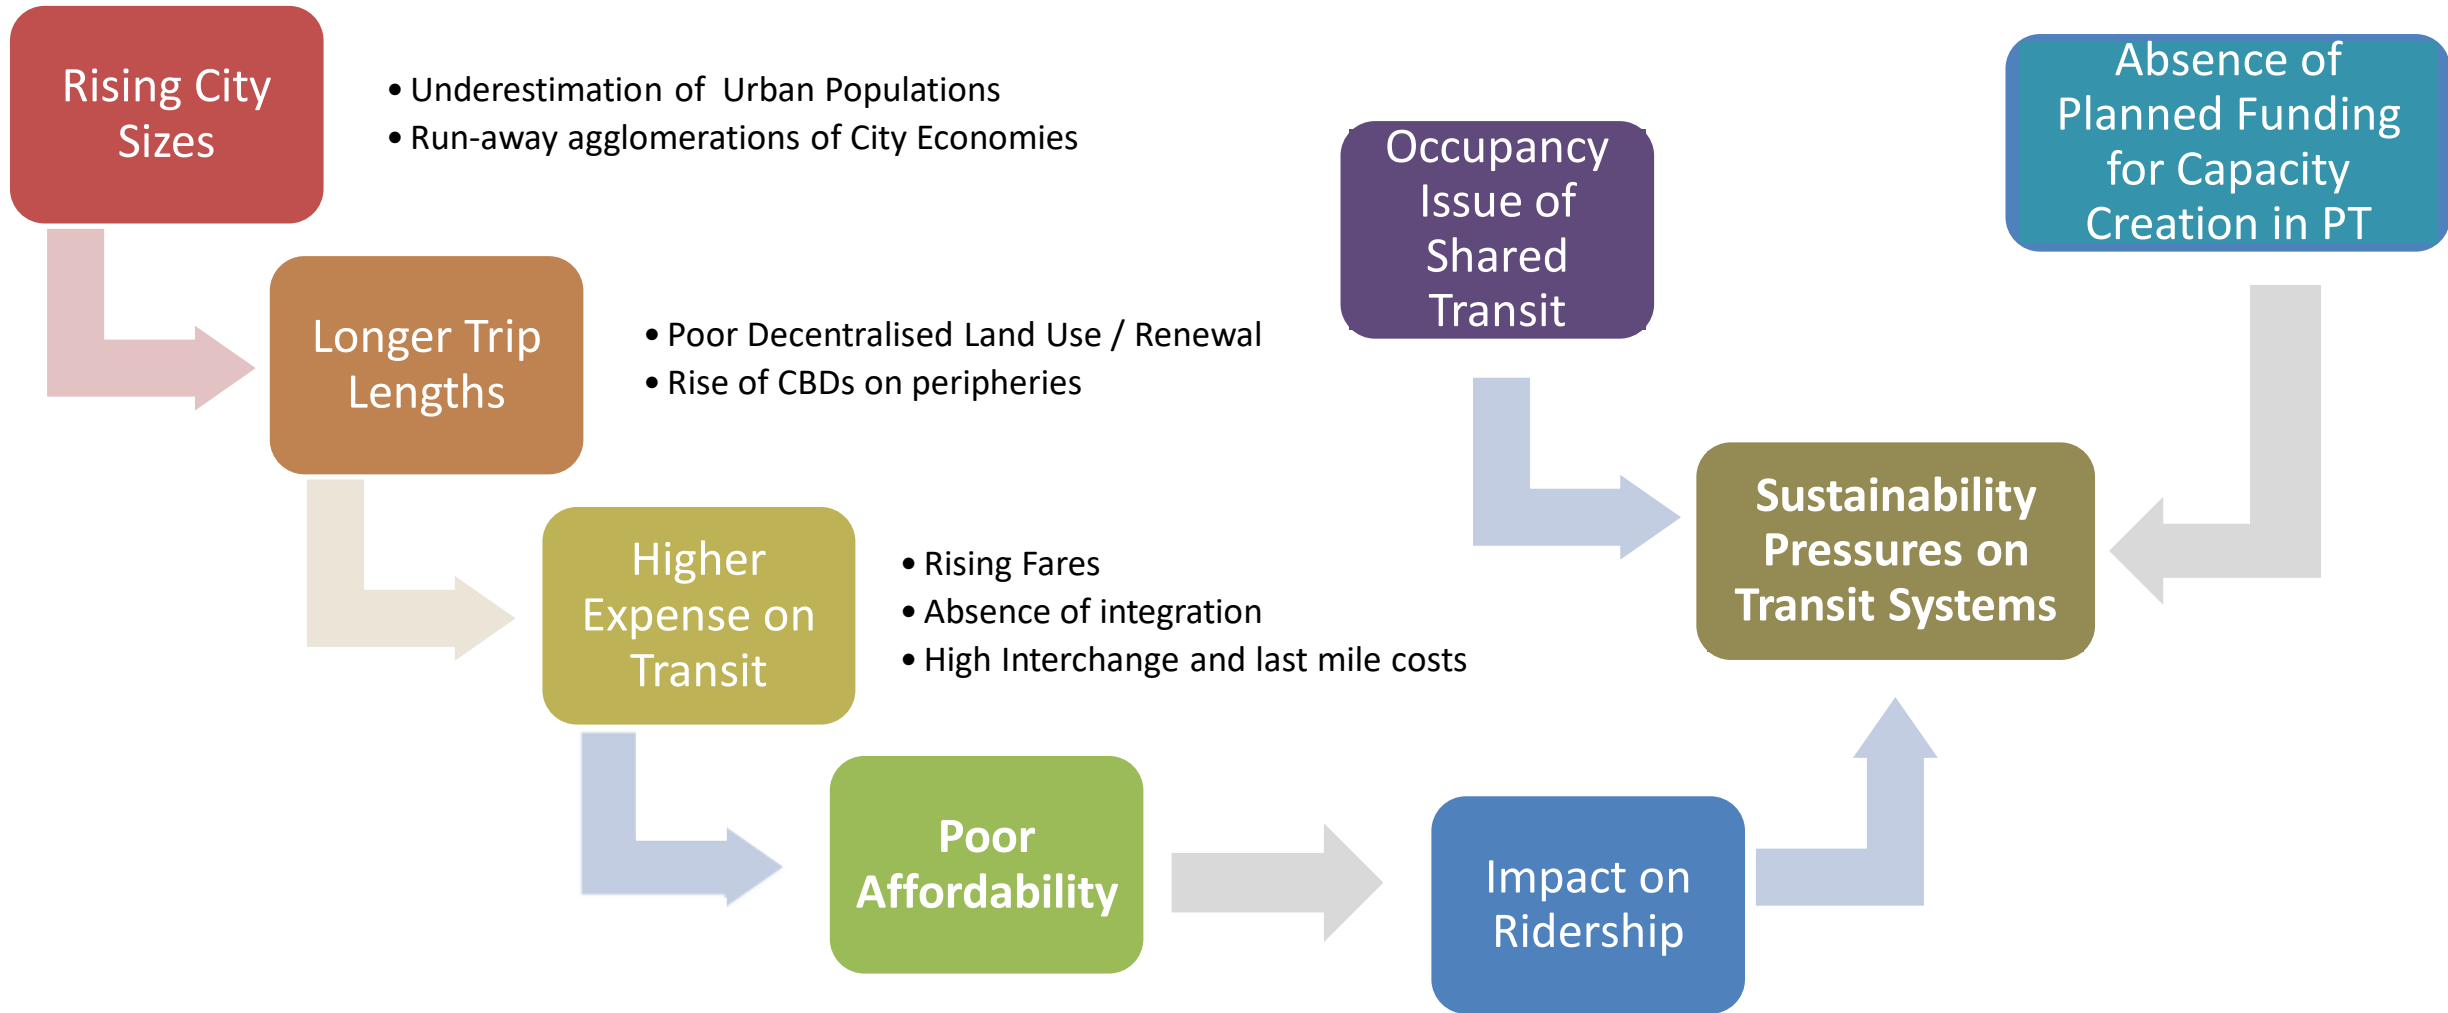 Rising City
Sizes
• Underestimation of  Urban Populations
• Run-away agglomerations of City Economies
Longer Trip
Lengths
• Poor Decentralised Land Use / Renewal
• Rise of CBDs on peripheries
Higher
Expense on
Transit
• Rising Fares
• Absence of integration
• High Interchange and last mile costs
Poor
Affordability
Impact on
Ridership
Occupancy
Issue of
Shared
Transit
Sustainability
Pressures on
Transit Systems
Absence of
Planned Funding
for Capacity
Creation in PT